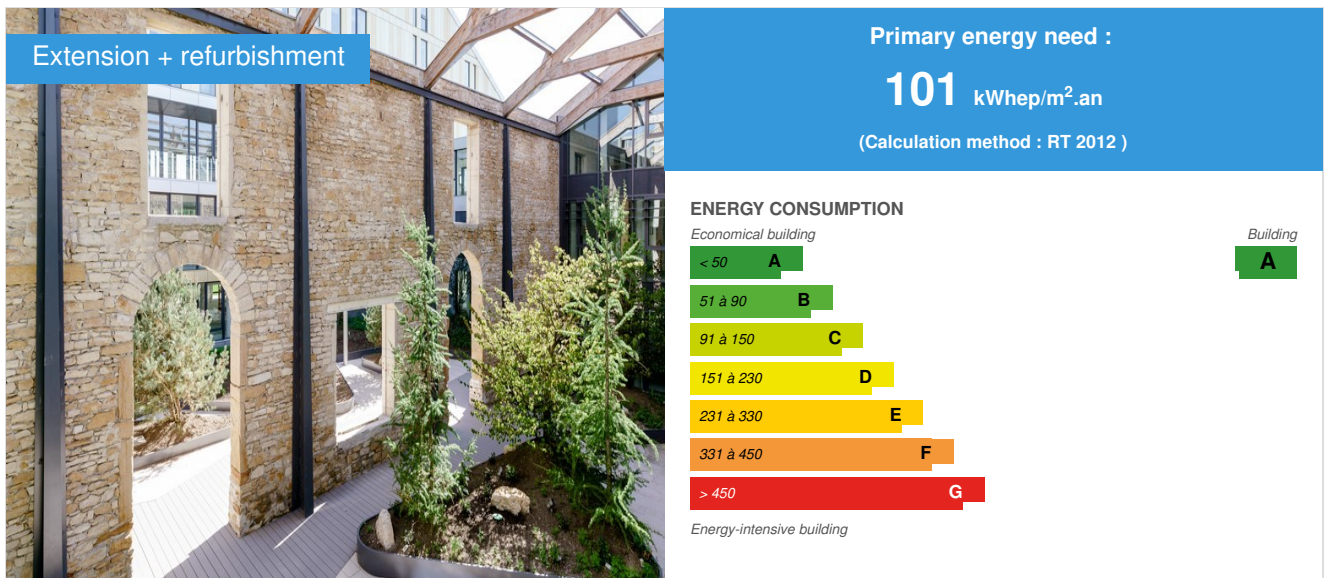 Extension + refurbishment
Primary energy need :
101 kWhep/m².an
(Calculation method : RT 2012 )
ENERGY CONSUMPTION
Economical building
Building
< 50 A
A
51 à 90 B
91 à 150 C
151 à 230 D
231 à 330 E
331 à 450 F
> 450 G
Energy-intensive building